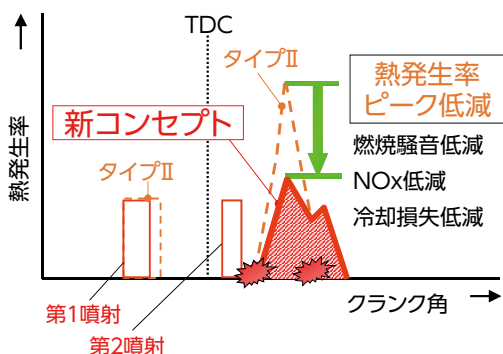 TDC
タイプⅡ
熱発生率
ピーク低減
新コンセプト
燃焼騒音低減
NOx低減
冷却損失低減
タイプⅡ
熱発生率
クランク角
第1噴射
第2噴射